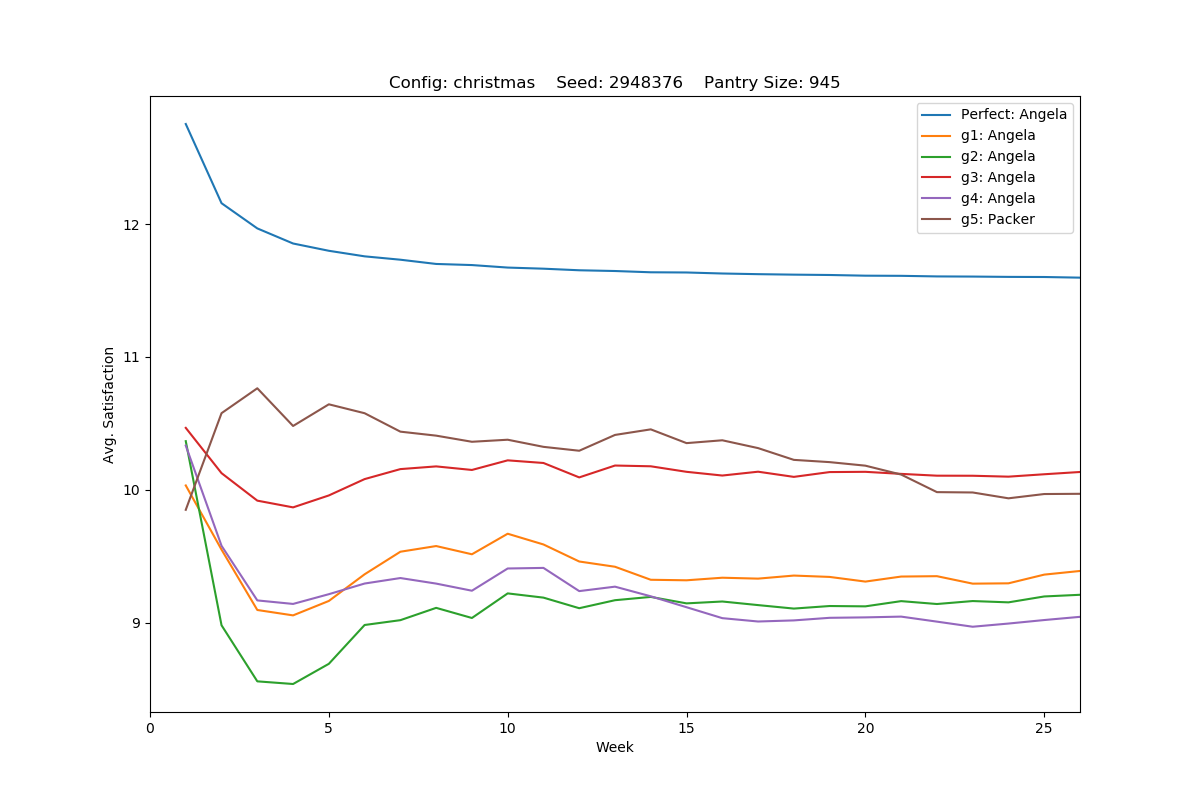 Config: christmas    Seed: 2948376    Pantry Size: 945
Perfect: Angela
g1: Angela
g2: Angela
g3: Angela
g4: Angela
g5: Packer
12
11
10
9
Avg. Satisfaction
0 5 10 15 20 25
Week